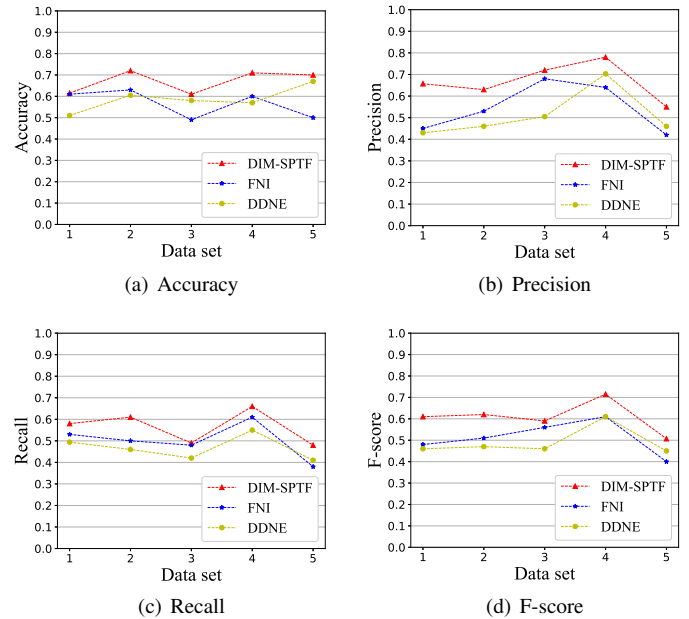 1.0
0.9
0.8
0.7
0.6
0.5
0.4
0.3
0.2
0.1
0.0
Accuracy
DIM-SPTF
FNI
DDNE
1 2 3 4 5
Data set
(a) Accuracy
1.0
0.9
0.8
0.7
0.6
0.5
0.4
0.3
0.2
0.1
0.0
Precision
DIM-SPTF
FNI
DDNE
1 2 3 4 5
Data set
(b) Precision
1.0
0.9
0.8
0.7
0.6
0.5
0.4
0.3
0.2
0.1
0.0
Recall
DIM-SPTF
FNI
DDNE
1 2 3 4 5
Data set
(c) Recall
1.0
0.9
0.8
0.7
0.6
0.5
0.4
0.3
0.2
0.1
0.0
F-score
DIM-SPTF
FNI
DDNE
1 2 3 4 5
Data set
(d) F-score